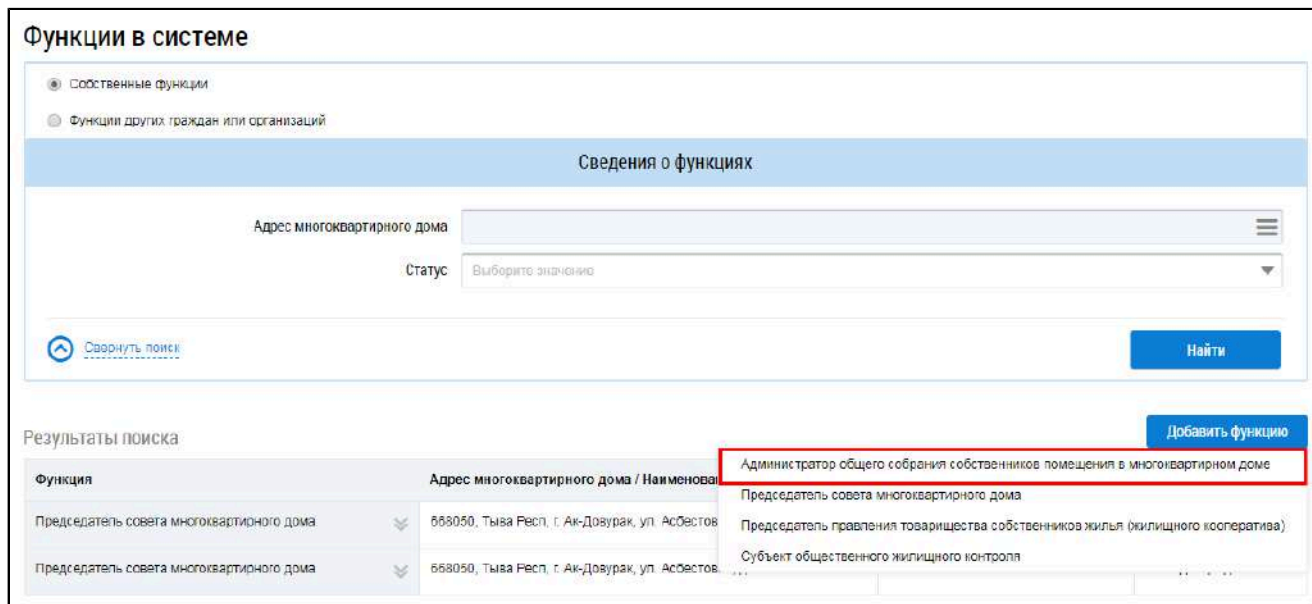 Функции в системе
Собственные функции
Функции других граждан или организаций
Сведения о функциях
Адрес многоквартирного дома
Статус Выберите значение
Свернуть поиск Найти
Результаты поиска Добавить функцию
Функция Адрес многоквартирного дома / Наименова
Администратор общего собрания собственников помещения в многоквартирном доме
Председатель совета многоквартирного дома
Председатель правления товарищества собственников жилья (жилищного кооператива)
Субъект общественного жилищного контроля
Председатель совета многоквартирного дома 668050, Тыва Респ, г. Ак-Довурак, ул. Асбестов
Председатель совета многоквартирного дома 668050, Тыва Респ, г. Ак-Довурак, ул. Асбестов